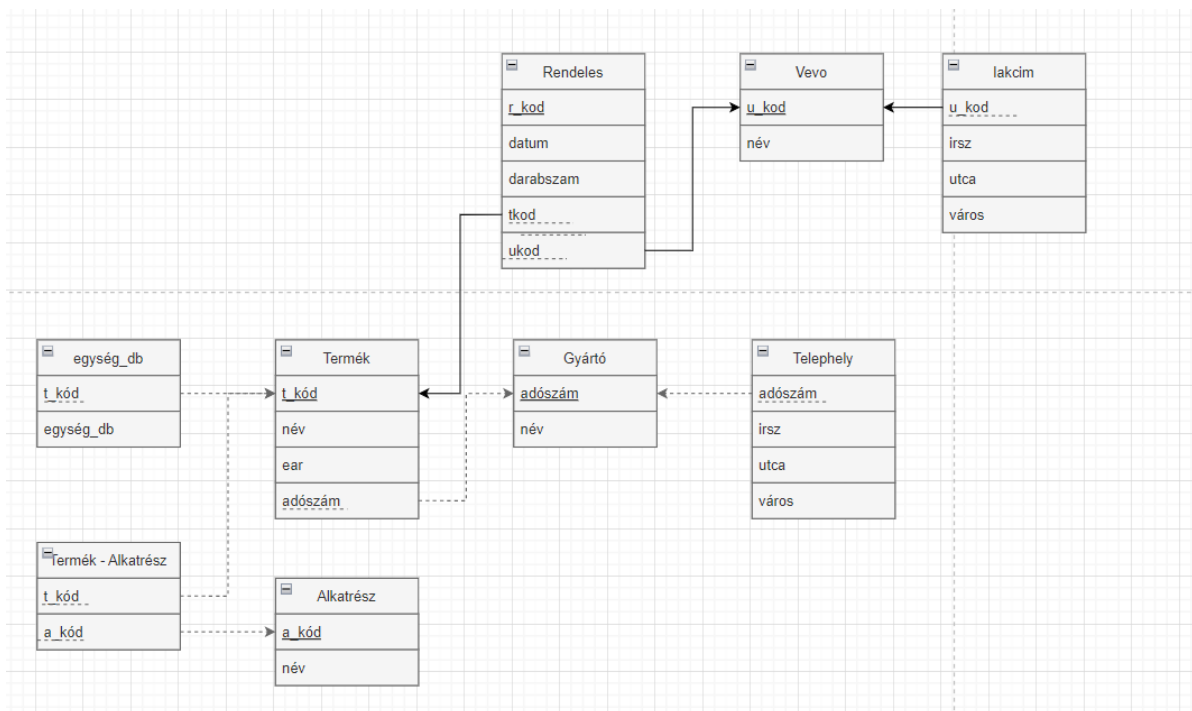 Rendeles
r_kod
datum
darabszam
tkod
ukod
Vevo
u_kod
név
lakcim
u_kod
irsz
utca
város
egység_db
t_kód
egység_db
Termék
t_kód
név
ear
adószám
Gyártó
adószám
név
Telephely
adószám
irsz
utca
város
Termék - Alkatrész
t_kód
a_kód
Alkatrész
a_kód
név